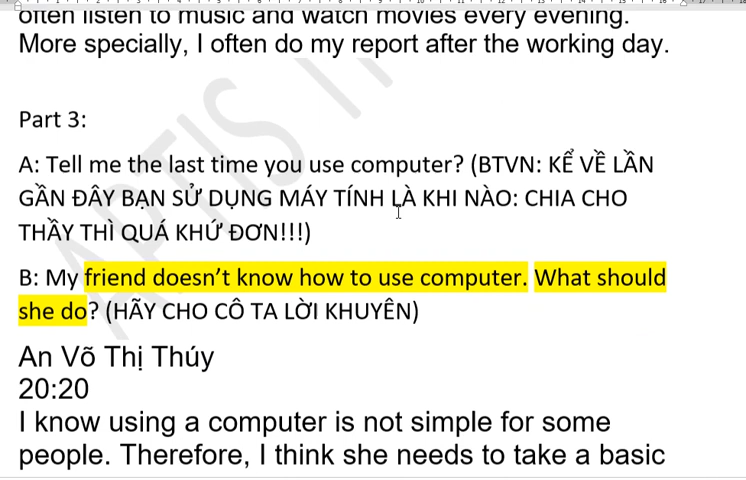 often listen to music and watch movies every evening.
More specially, I often do my report after the working day.
Part 3:
A: Tell me the last time you use computer? (BTVN: KỂ VỀ LẦN
GẦN ĐÂY BẠN SỬ DỤNG MÁY TÍNH LÀ KHI NÀO: CHIA CHO
THẦY THÌ QUÁ KHỨ ĐƠN!!!)
B: My friend doesn't know how to use computer. What should
she do? (HÃY CHO CÔ TA LỜI KHUYÊN)
An Võ Thị Thúy
20:20
I know using a computer is not simple for some
people. Therefore, I think she needs to take a basic